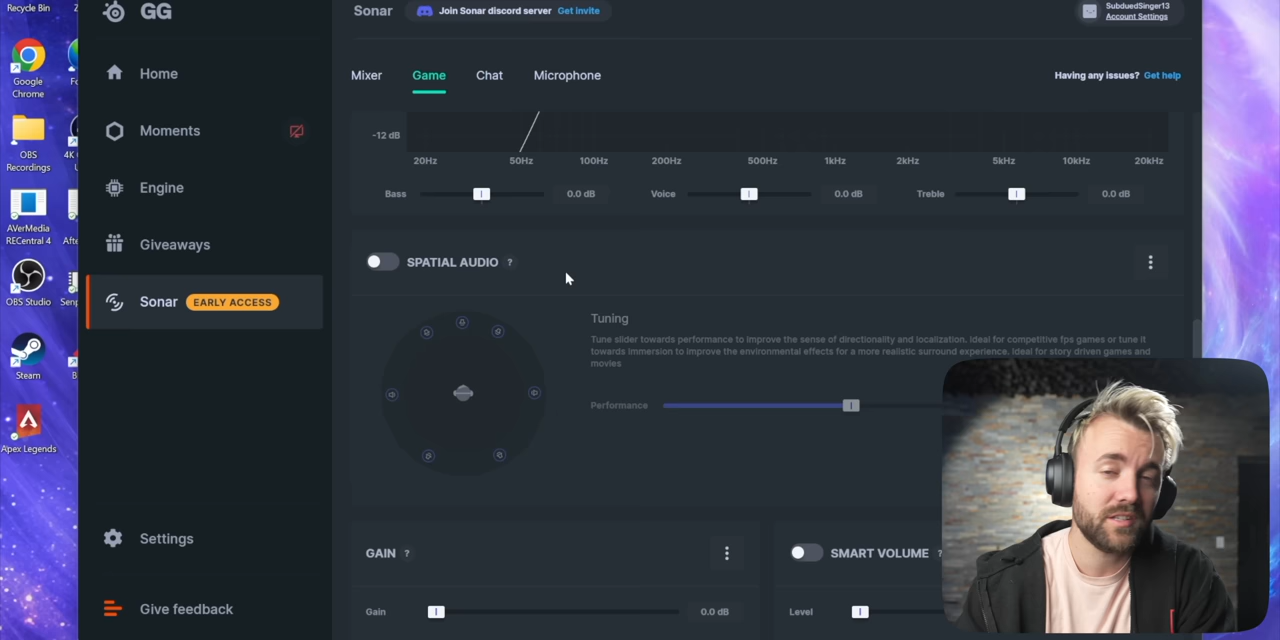 Recycle Bin
Google
Chrome
OBS
Recordings
4K
AVerMedia
RECentral 4
OBS Studio
Steam
Apex Legends
GG
Home
Moments
Engine
Giveaways
Sonar EARLY ACCESS
Settings
Give feedback
Sonar
Join Sonar discord server Get invite
SubduedSinger13
Account Settings
Mixer
Game
Chat
Microphone
Having any issues? Get help
-12 dB
20Hz 50Hz 100Hz 200Hz 500Hz 1kHz 2kHz 5kHz 10kHz 20kHz
Bass 0.0 dB Voice 0.0 dB Treble 0.0 dB
SPATIAL AUDIO ?
Tuning
Tune slider towards performance to improve the sense of directionality and localization. Ideal for competitive fps games or tune it
towards immersion to improve the environmental effects for a more realistic surround experience. Ideal for story driven games and
movies
Performance
GAIN ?
Gain 0.0 dB
SMART VOLUME ?
Level